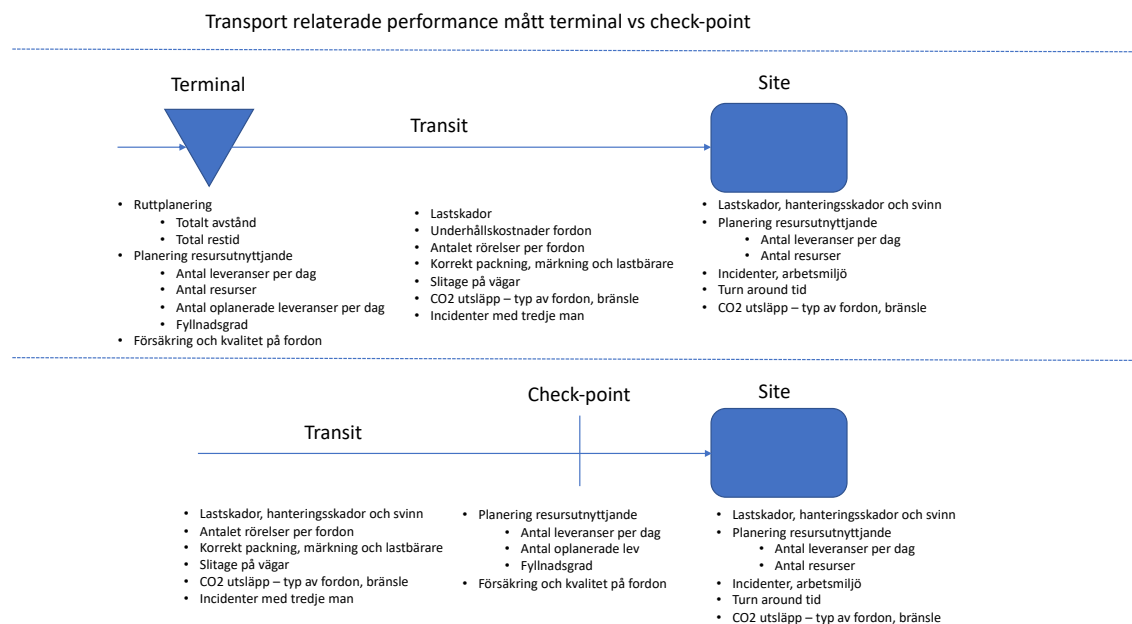 Transport relaterade performance mått terminal vs check-point
Terminal
Transit
Site
• Ruttplanering
• Totalt avstånd
• Total restid
• Planering resursutnyttjande
• Antal leveranser per dag
• Antal resurser
• Antal oplanerade leveranser per dag
• Fyllnadsgrad
• Försäkring och kvalitet på fordon
• Lastskador
• Underhållskostnader fordon
• Antalet rörelser per fordon
• Korrekt packning, märkning och lastbärare
• Slitage på vägar
• CO2 utsläpp – typ av fordon, bränsle
• Incidenter med tredje man
• Lastskador, hanteringsskador och svinn
• Planering resursutnyttjande
• Antal leveranser per dag
• Antal resurser
• Incidenter, arbetsmiljö
• Turn around tid
• CO2 utsläpp – typ av fordon, bränsle
Transit
Check-point
Site
• Lastskador, hanteringsskador och svinn
• Antalet rörelser per fordon
• Korrekt packning, märkning och lastbärare
• Slitage på vägar
• CO2 utsläpp – typ av fordon, bränsle
• Incidenter med tredje man
• Planering resursutnyttjande
• Antal leveranser per dag
• Antal oplanerade lev
• Fyllnadsgrad
• Försäkring och kvalitet på fordon
• Lastskador, hanteringsskador och svinn
• Planering resursutnyttjande
• Antal leveranser per dag
• Antal resurser
• Incidenter, arbetsmiljö
• Turn around tid
• CO2 utsläpp – typ av fordon, bränsle